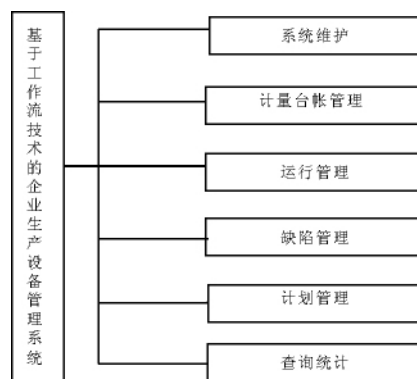 基于工作流技术的企业生产设备管理系统
系统维护
计量台帐管理
运行管理
缺陷管理
计划管理
查询统计